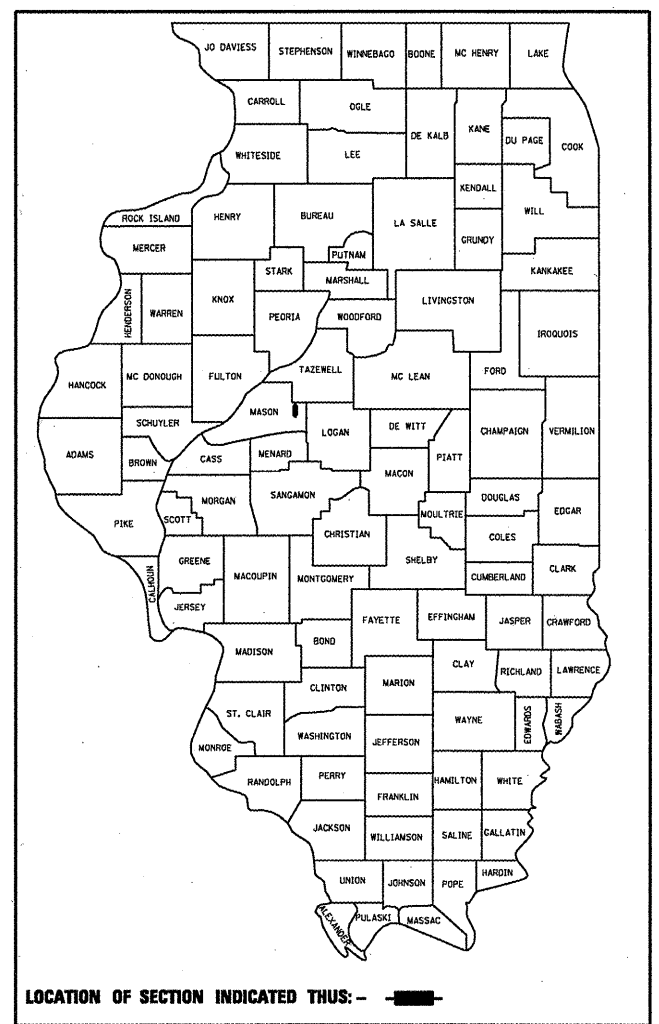 JO DAVIESS
STEPHENSON
WINNEBAGO
BOONE
MC HENRY
LAKE
CARROLL
OGLE
DE KALB
KANE
DU PAGE
COOK
WHITESIDE
LEE
KENDALL
WILL
ROCK ISLAND
HENRY
BUREAU
LA SALLE
GRUNDY
MERCER
PUTNAM
STARK
MARSHALL
KANKAKEE
HENDERSON
WARREN
KNOX
PEORIA
WOODFORD
LIVINGSTON
IROQUOIS
HANCOCK
MC DONOUGH
FULTON
TAZEWELL
MC LEAN
FORD
MASON
SCHUYLER
LOGAN
DE WITT
CHAMPAIGN
VERMILION
ADAMS
BROWN
CASS
MENARD
MACON
PIATT
PIKE
SCOTT
MORGAN
SANGAMON
CHRISTIAN
MOULTRIE
DOUGLAS
EDGAR
COLES
SHELBY
GREENE
MACOUPIN
MONTGOMERY
CUMBERLAND
CLARK
CALHOUN
JERSEY
FAYETTE
EFFINGHAM
JASPER
CRAWFORD
MADISON
BOND
CLAY
RICHLAND
LAWRENCE
MARION
CLINTON
ST. CLAIR
WAYNE
EDWARDS
WABASH
WASHINGTON
JEFFERSON
MONROE
RANDOLPH
PERRY
HAMILTON
WHITE
FRANKLIN
JACKSON
WILLIAMSON
SALINE
GALLATIN
UNION
JOHNSON
POPE
HARDIN
ALEXANDER
PULASKI
MASSAC
LOCATION OF SECTION INDICATED THUS: –